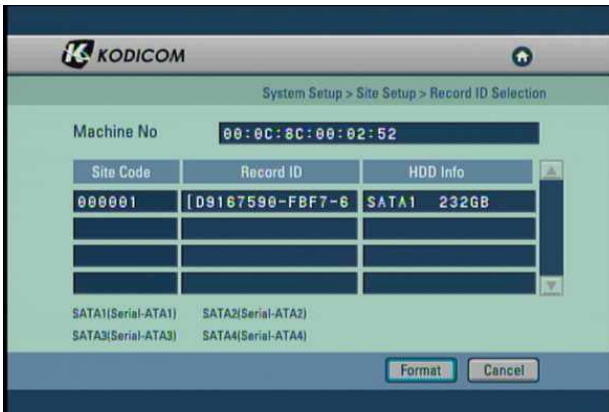 KODICOM
System Setup > Site Setup > Record ID Selection
Machine No 00:0C:8C:00:02:52
Site Code Record ID HDD Info
000001 [D9167590-FBF7-6 SATA1 232GB
SATA1(Serial-ATA1) SATA2(Serial-ATA2)
SATA3(Serial-ATA3) SATA4(Serial-ATA4)
Format Cancel